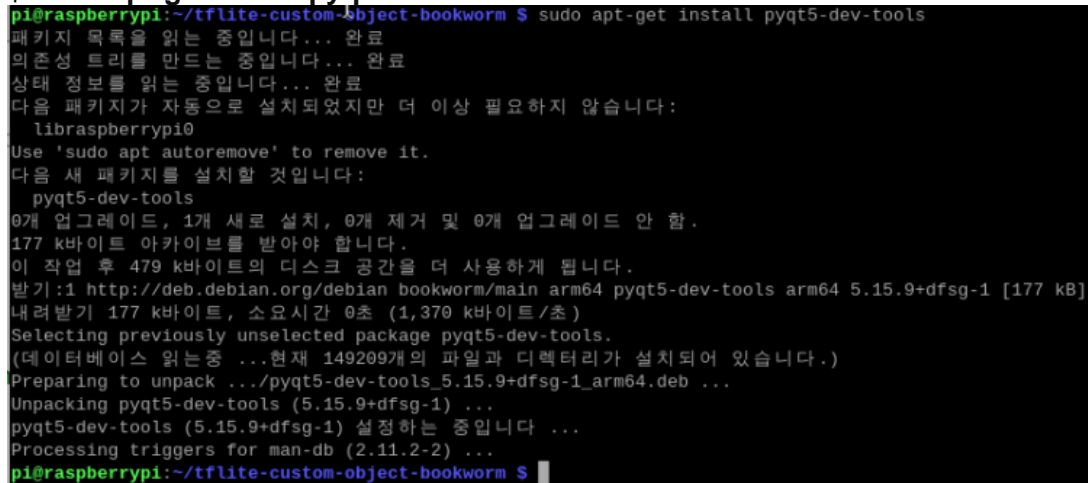 pi@raspberrypi:~/tflite-custom-object-bookworm $ sudo apt-get install pyqt5-dev-tools
패키지 목록을 읽는 중입니다... 완료
의존성 트리를 만드는 중입니다... 완료
상태 정보를 읽는 중입니다... 완료
다음 패키지가 자동으로 설치되었지만 더 이상 필요하지 않습니다:
libraspberrypi0
Use 'sudo apt autoremove' to remove it.
다음 새 패키지를 설치할 것입니다:
pyqt5-dev-tools
0개 업그레이드, 1개 새로 설치, 0개 제거 및 0개 업그레이드 안 함.
177 k바이트 아카이브를 받아야 합니다.
이 작업 후 479 k바이트의 디스크 공간을 더 사용하게 됩니다.
받기:1 http://deb.debian.org/debian bookworm/main arm64 pyqt5-dev-tools arm64 5.15.9+dfsg-1 [177 kB]
내려받기 177 k바이트, 소요시간 0초 (1,370 k바이트/초)
Selecting previously unselected package pyqt5-dev-tools.
(데이터베이스 읽는중 ...현재 149209개의 파일과 디렉터리가 설치되어 있습니다.)
Preparing to unpack .../pyqt5-dev-tools_5.15.9+dfsg-1_arm64.deb ...
Unpacking pyqt5-dev-tools (5.15.9+dfsg-1) ...
pyqt5-dev-tools (5.15.9+dfsg-1) 설정하는 중입니다 ...
Processing triggers for man-db (2.11.2-2) ...
pi@raspberrypi:~/tflite-custom-object-bookworm $